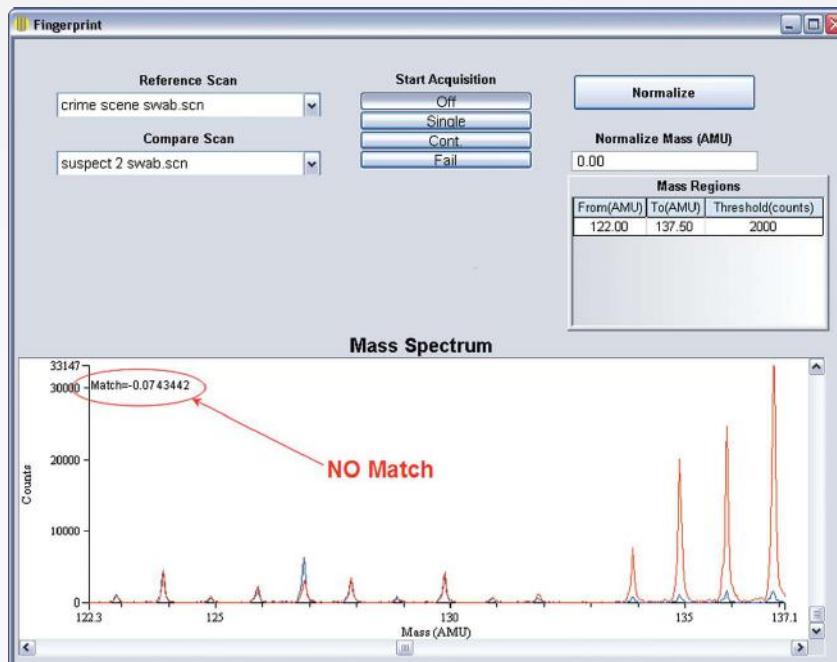 Fingerprint
Reference Scan
crime scene swab.scn
Compare Scan
suspect 2 swab.scn
Start Acquisition
Off
Single
Cont.
Fail
Normalize
Normalize Mass (AMU)
0.00
Mass Regions
From(AMU) To(AMU) Threshold(counts)
122.00 137.50 2000
Mass Spectrum
33147
30000
Match=-0.0743442
NO Match
20000
10000
0
Counts
122.3 125 130 135 137.1
Mass (AMU)